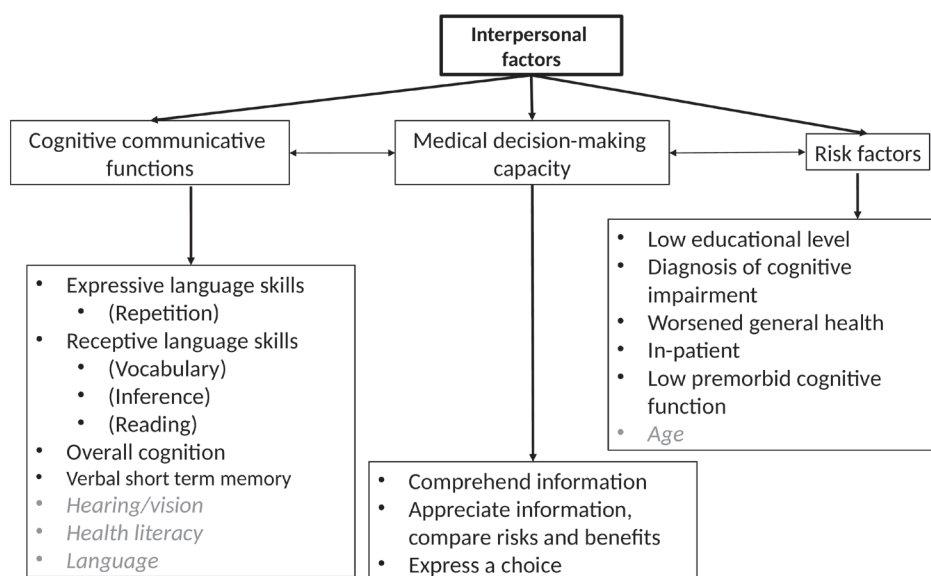 Interpersonal
factors
Cognitive communicative
functions
Medical decision-making
capacity
Risk factors
• Expressive language skills
• (Repetition)
• Receptive language skills
• (Vocabulary)
• (Inference)
• (Reading)
• Overall cognition
• Verbal short term memory
• Hearing/vision
• Health literacy
• Language
• Comprehend information
• Appreciate information,
compare risks and benefits
• Express a choice
• Low educational level
• Diagnosis of cognitive
impairment
• Worsened general health
• In-patient
• Low premorbid cognitive
function
• Age